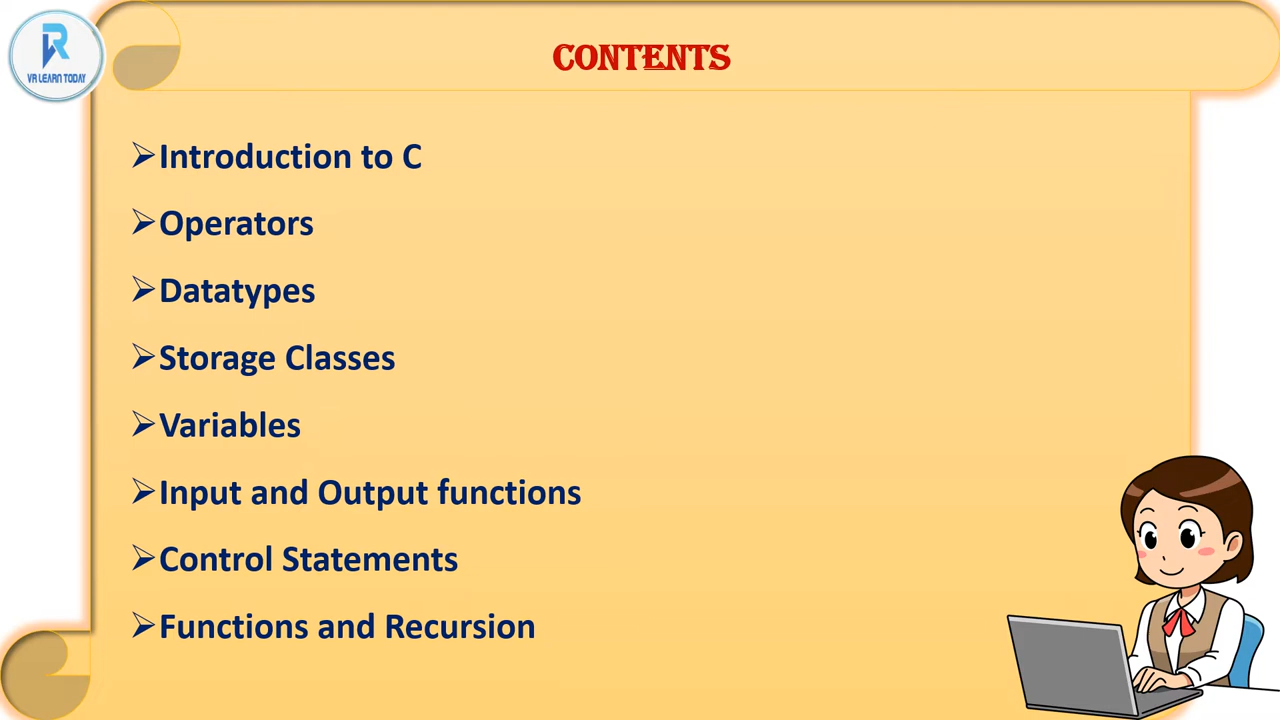 VR LEARN TODAY
CONTENTS
➢Introduction to C
➢Operators
➢Datatypes
➢Storage Classes
➢Variables
➢Input and Output functions
➢Control Statements
➢Functions and Recursion